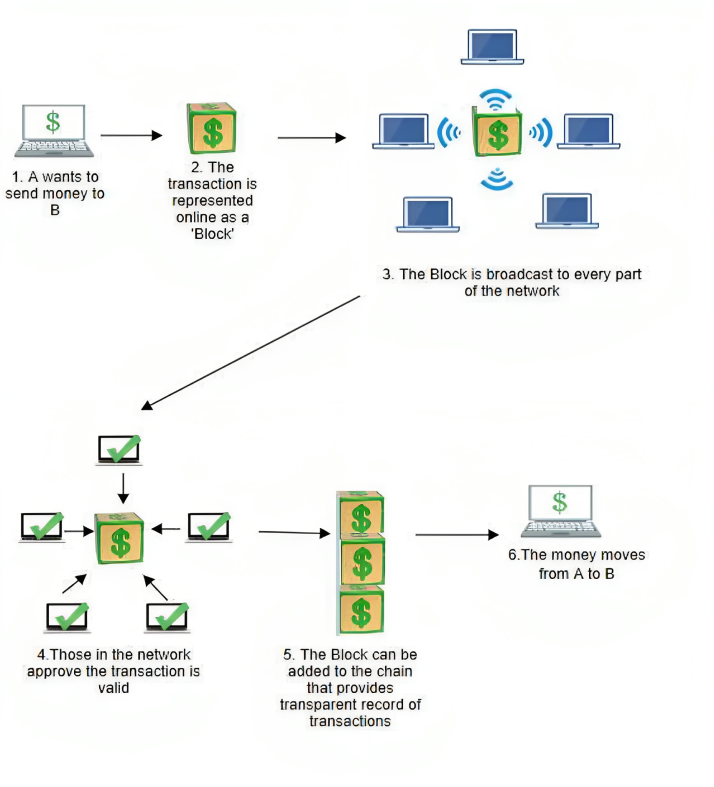 $
$
$
1. A wants to
send money to
B
2. The
transaction is
represented
online as a
'Block'
3. The Block is broadcast to every part
of the network
$
$
$
$
$
6.The money moves
from A to B
4.Those in the network
approve the transaction is
valid
5. The Block can be
added to the chain
that provides
transparent record of
transactions